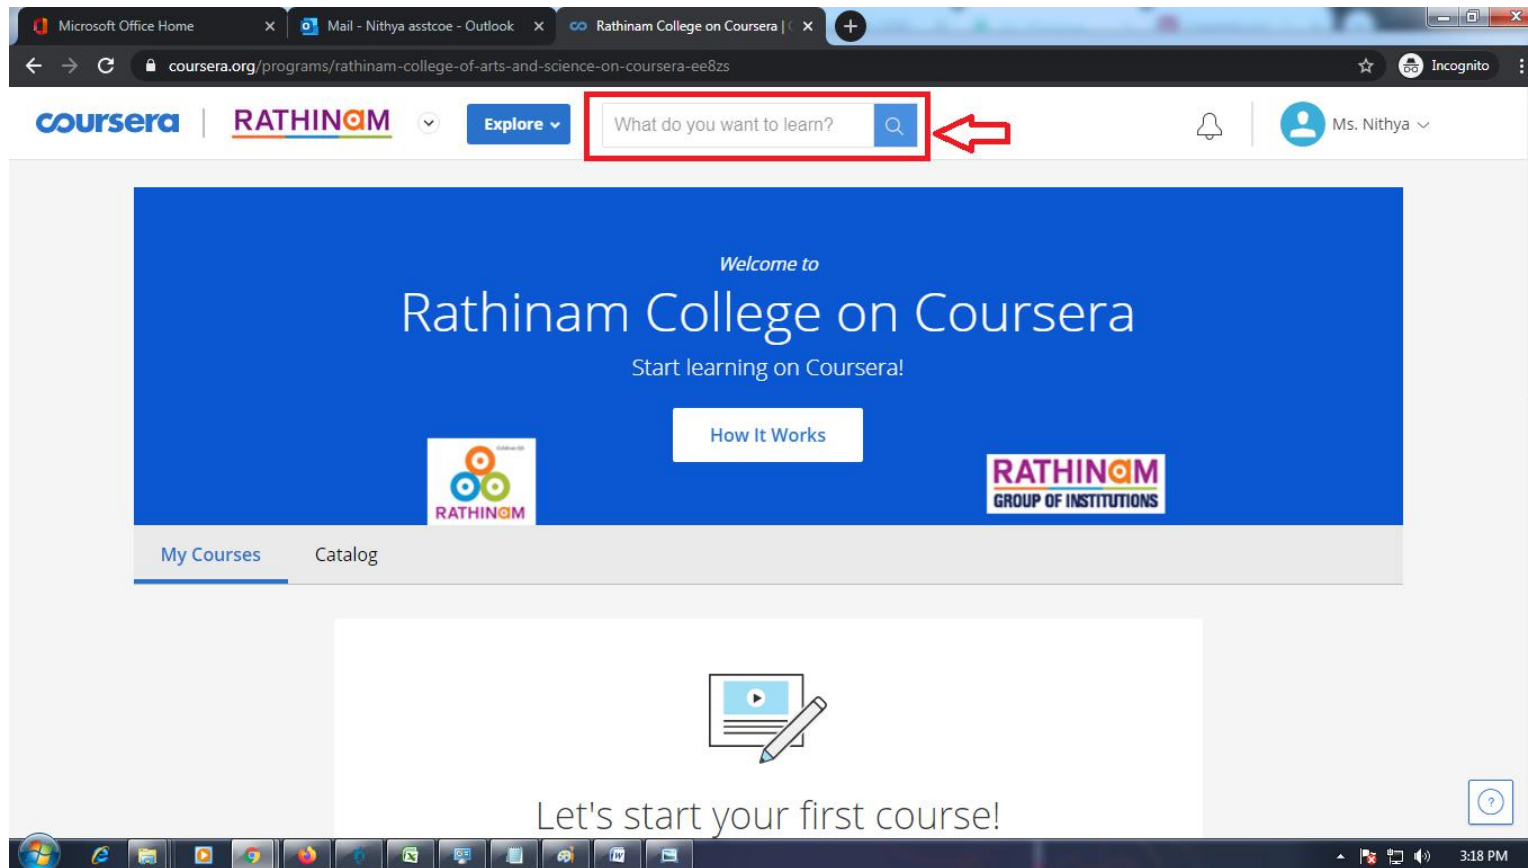 Microsoft Office Home
Mail - Nithya asstcoe - Outlook
Rathinam College on Coursera |
coursera.org/programs/rathinam-college-of-arts-and-science-on-coursera-ee8zs
Incognito
coursera
RATHINAM
Explore
What do you want to learn?
Ms. Nithya
Welcome to
Rathinam College on Coursera
Start learning on Coursera!
How It Works
RATHINAM
RATHINAM
GROUP OF INSTITUTIONS
My Courses
Catalog
Let's start your first course!
?
3:18 PM